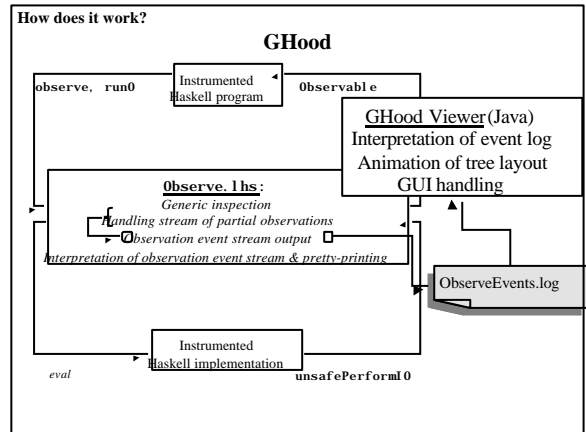 How does it work?
GHood
observe, runO
Instrumented
Haskell program
Observable
GHood Viewer (Java)
Interpretation of event log
Animation of tree layout
GUI handling
Observe.lhs:
Generic inspection
Handling stream of partial observations
Observation event stream output
Interpretation of observation event stream & pretty-printing
ObserveEvents.log
Instrumented
Haskell implementation
eval
unsafePerformIO